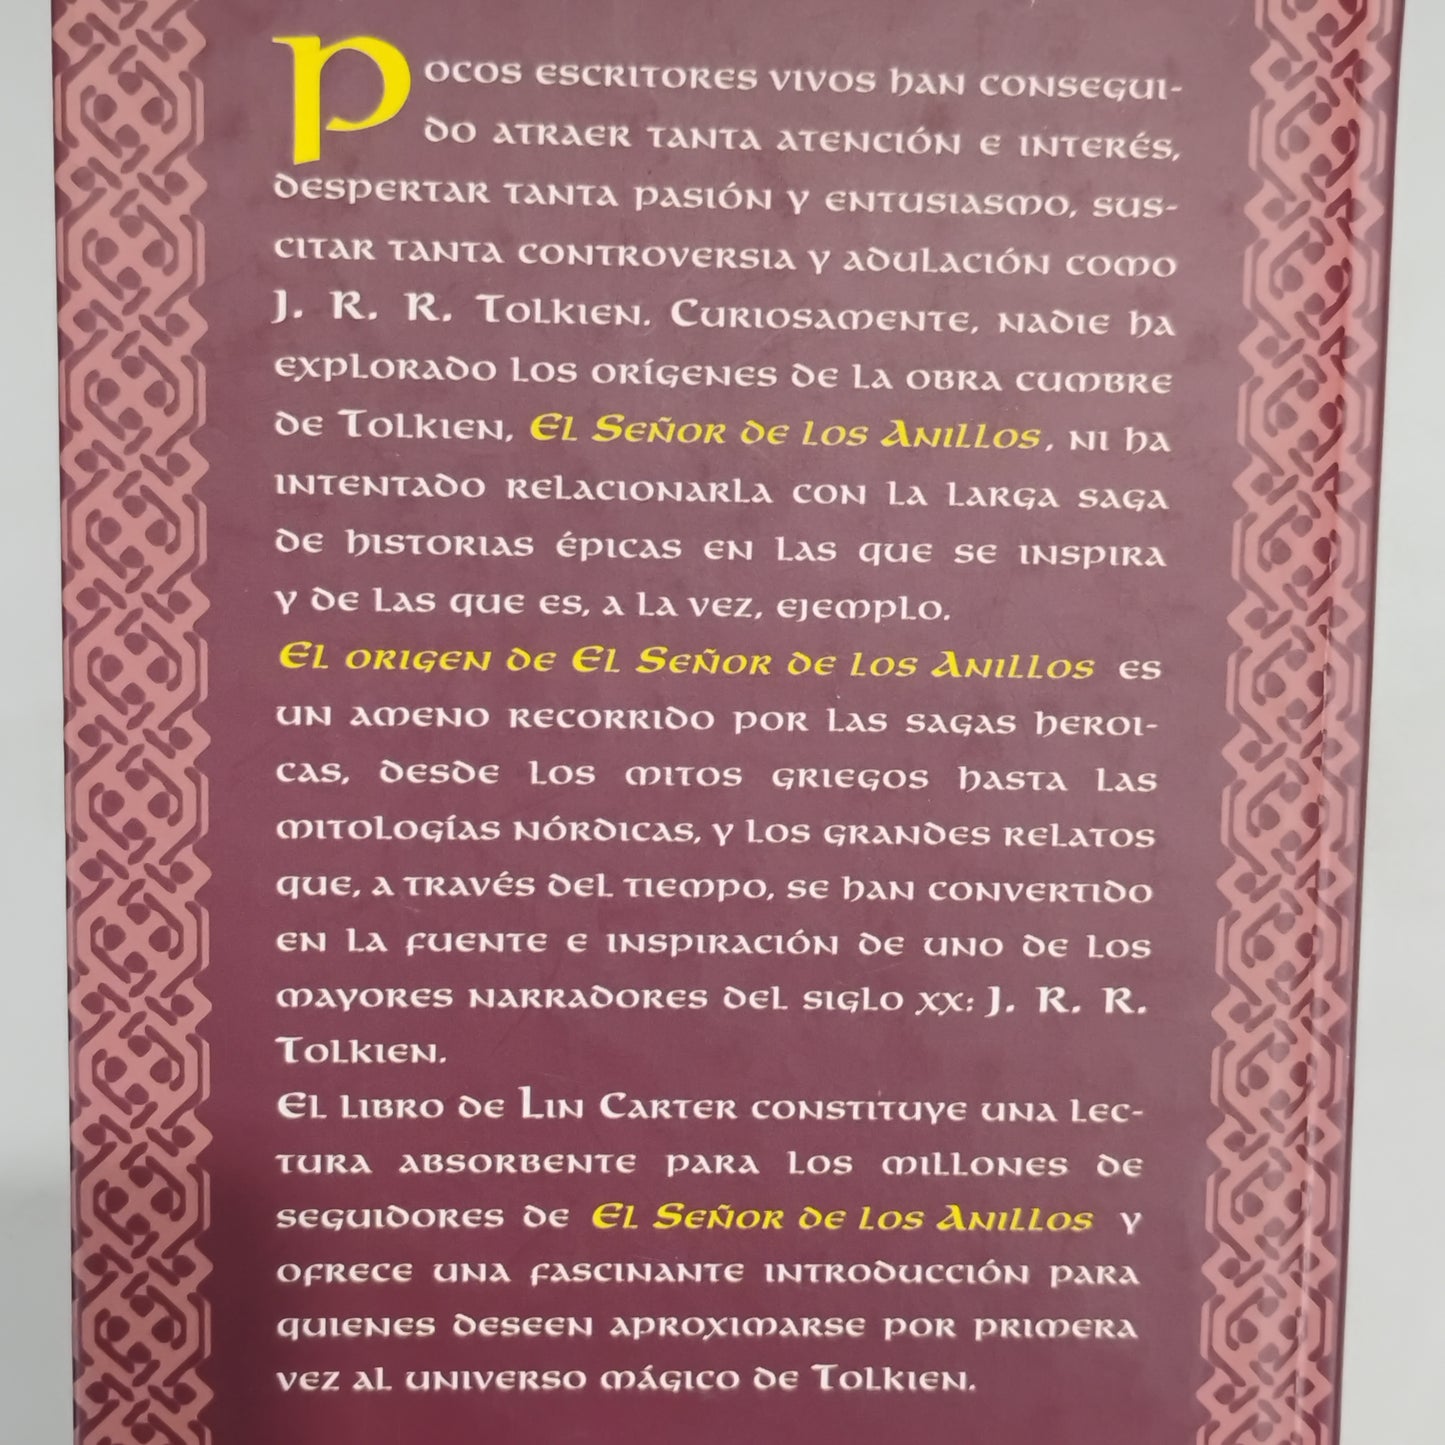 Pocos escritores vivos han consegui-
do atraer tanta atención e interés,
despertar tanta pasión y entusiasmo, sus-
citar tanta controversia y adulación como
J. R. R. Tolkien. Curiosamente, nadie ha
explorado los orígenes de la obra cumbre
de Tolkien, El Señor de los Anillos, ni ha
intentado relacionarla con la larga saga
de historias épicas en las que se inspira
y de las que es, a la vez, ejemplo.
El origen de El Señor de los Anillos es
un ameno recorrido por las sagas heroi-
cas, desde los mitos griegos hasta las
mitologías nórdicas, y los grandes relatos
que, a través del tiempo, se han convertido
en la fuente e inspiración de uno de los
mayores narradores del siglo xx: J. R. R.
Tolkien.
El libro de Lin Carter constituye una lec-
tura absorbente para los millones de
seguidores de El Señor de los Anillos y
ofrece una fascinante introducción para
quienes deseen aproximarse por primera
vez al universo mágico de Tolkien.